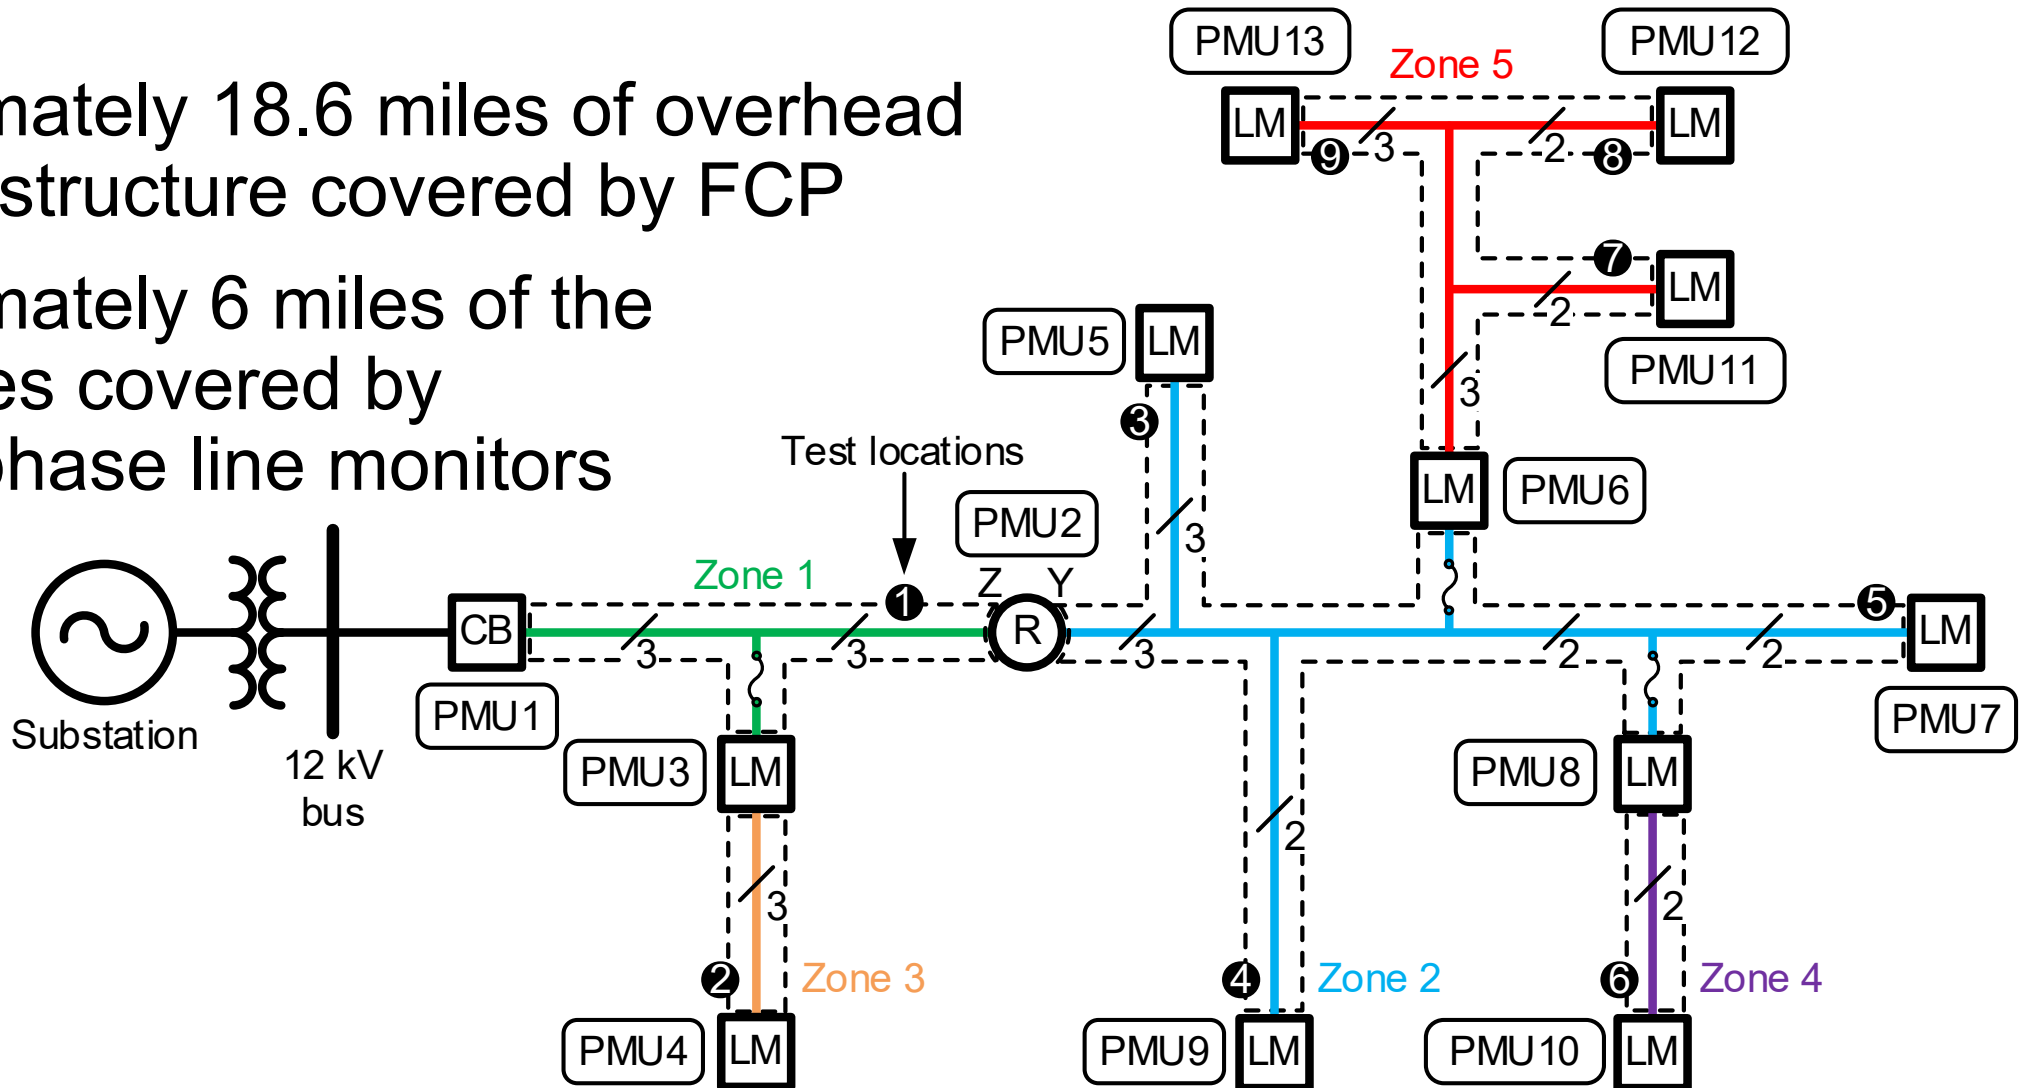 mately 18.6 miles of overhead
structure covered by FCP
mately 6 miles of the
es covered by
phase line monitors
PMU13
Zone 5
PMU12
LM
3
2
LM
9
8
7
LM
2
PMU11
3
PMU5
LM
3
3
LM
PMU6
Test locations
PMU2
Zone 1
1
Z
Y
CB
3
3
R
3
2
2
5
LM
Substation
12 kV
bus
PMU1
PMU3
LM
PMU8
LM
PMU7
3
2
2
2
Zone 3
4
Zone 2
6
Zone 4
PMU4
LM
PMU9
LM
PMU10
LM